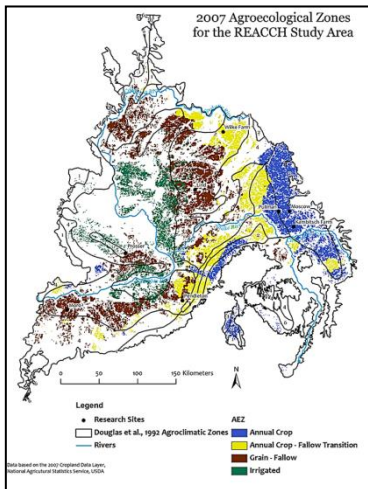 2007 Agroecological Zones
for the REACCH Study Area
Wilke Farm
Pullman
Moscow
Kambitsch Farm
Pendleton
0 50 100 150 Kilometers
N
Legend
Research Sites
Douglas et al., 1992 Agroclimatic Zones
Rivers
AEZ
Annual Crop
Annual Crop - Fallow Transition
Grain - Fallow
Irrigated
Data based on the 2007 Cropland Data Layer,
National Agricultural Statistics Service, USDA